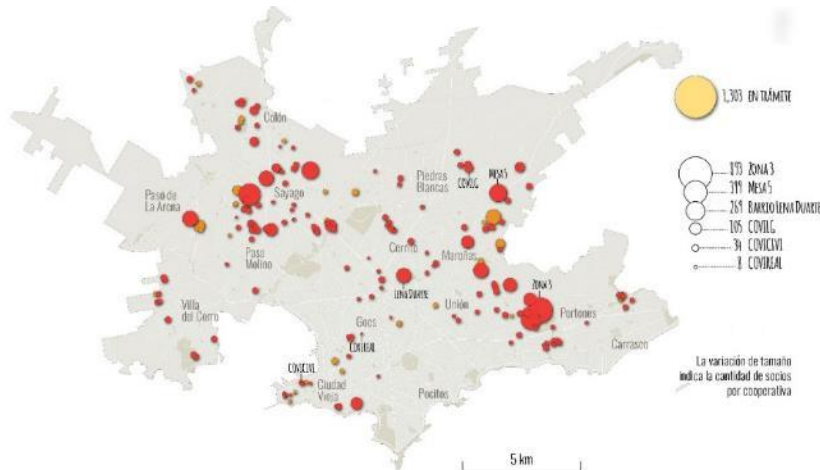 1,303 EN TRÁMITE
893 ZONA 3
399 MESA 5
269 BARRIO LENA DUARTE
105 COVILG
34 COVICIVI
8 COVIREAL
Colón
Piedras
Blancas
COVILG
MESA 5
Sayago
Paso de
La Arena
Paso
Molino
Cerrito
Maroñas
LENA DUARTE
ZONA 3
Villa
del Cerro
Unión
Portones
Goes
COVIREAL
Carrasco
COVICIVI
Ciudad
Vieja
Pocitos
La variación de tamaño
indica la cantidad de socios
por cooperativa
5 km